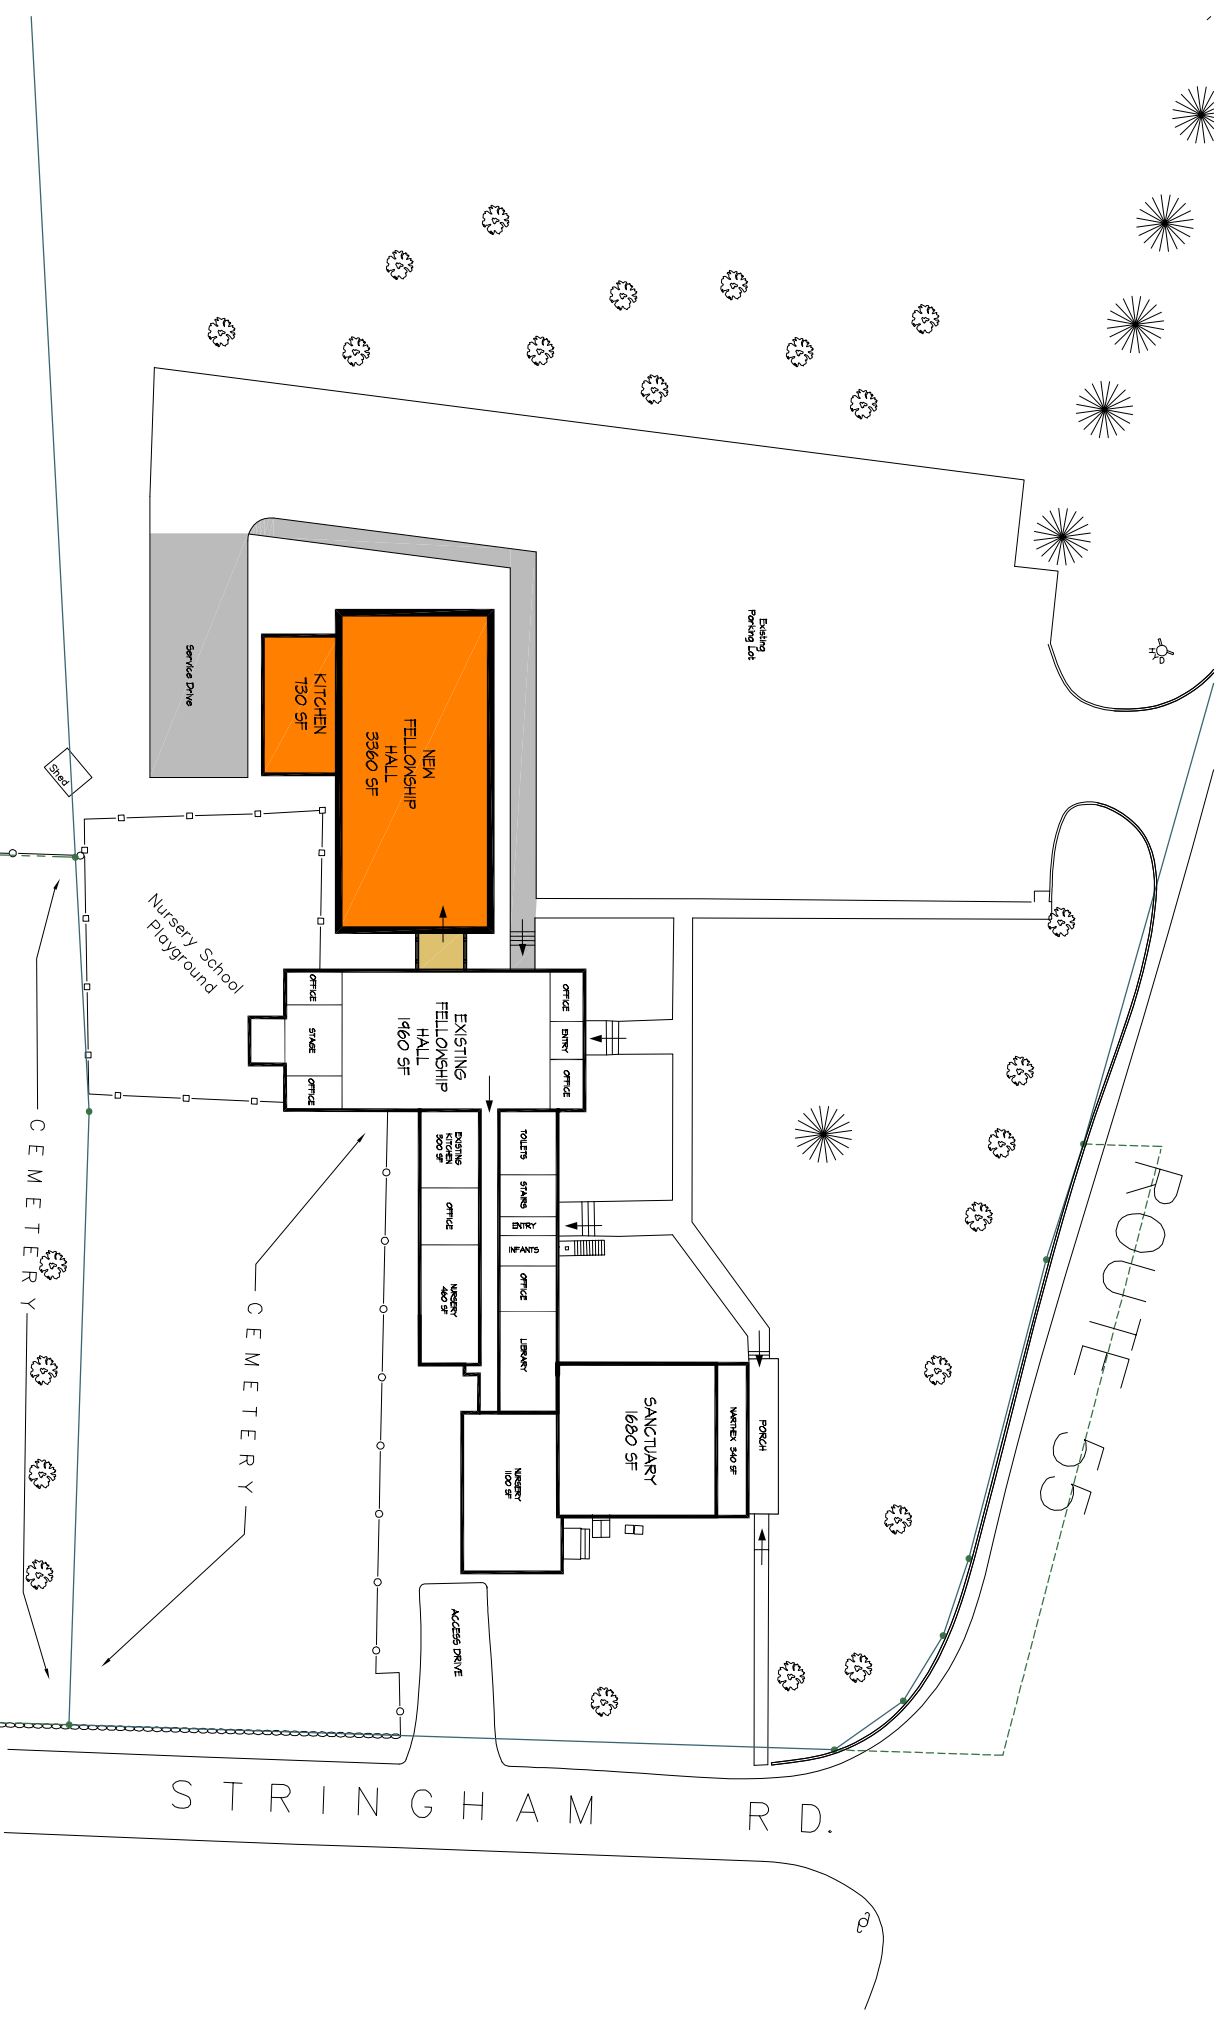 Existing
Parking Lot
Service Drive
KITCHEN
730 SF
NEW
FELLOWSHIP
HALL
3360 SF
Shed
Nursery School
Playground
OFFICE
STAGE
OFFICE
EXISTING
FELLOWSHIP
HALL
1960 SF
OFFICE
ENTRY
OFFICE
CEMETERY
CEMETERY
EXISTING
KITCHEN
500 SF
OFFICE
NURSERY
460 SF
TOILETS
STAIRS
ENTRY
INFANTS
OFFICE
LIBRARY
SANCTUARY
1680 SF
NARTHEX 340 SF
PORCH
NURSERY
1100 SF
ACCESS DRIVE
ROUTE 55
STRINGHAM RD.